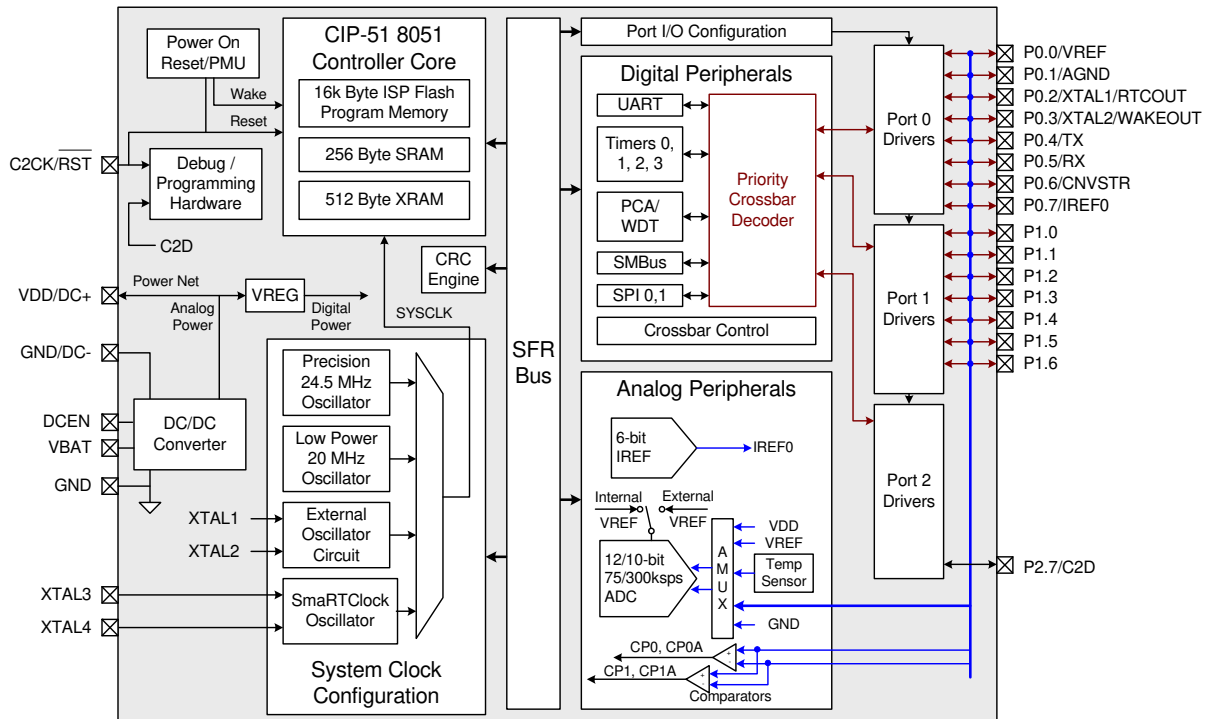 Power On
Reset/PMU
Wake
Reset
C2CK/RST
Debug /
Programming
Hardware
C2D
CIP-51 8051
Controller Core
16k Byte ISP Flash
Program Memory
256 Byte SRAM
512 Byte XRAM
CRC
Engine
Power Net
VDD/DC+
VREG
Analog
Power
Digital
Power
SYSCLK
GND/DC-
DCEN
DC/DC
Converter
VBAT
GND
XTAL1
XTAL2
XTAL3
XTAL4
Precision
24.5 MHz
Oscillator
Low Power
20 MHz
Oscillator
External
Oscillator
Circuit
SmaRTClock
Oscillator
System Clock
Configuration
SFR
Bus
Port I/O Configuration
Digital Peripherals
UART
Timers 0,
1, 2, 3
PCA/
WDT
SMBus
SPI 0,1
Priority
Crossbar
Decoder
Crossbar Control
Analog Peripherals
6-bit
IREF
IREF0
Internal
VREF
External
VREF
12/10-bit
75/300ksps
ADC
A
M
U
X
VDD
VREF
Temp
Sensor
GND
CP0, CP0A
+
-
CP1, CP1A
+
-
Comparators
Port 0
Drivers
Port 1
Drivers
Port 2
Drivers
P0.0/VREF
P0.1/AGND
P0.2/XTAL1/RTCOUT
P0.3/XTAL2/WAKEOUT
P0.4/TX
P0.5/RX
P0.6/CNVSTR
P0.7/IREF0
P1.0
P1.1
P1.2
P1.3
P1.4
P1.5
P1.6
P2.7/C2D